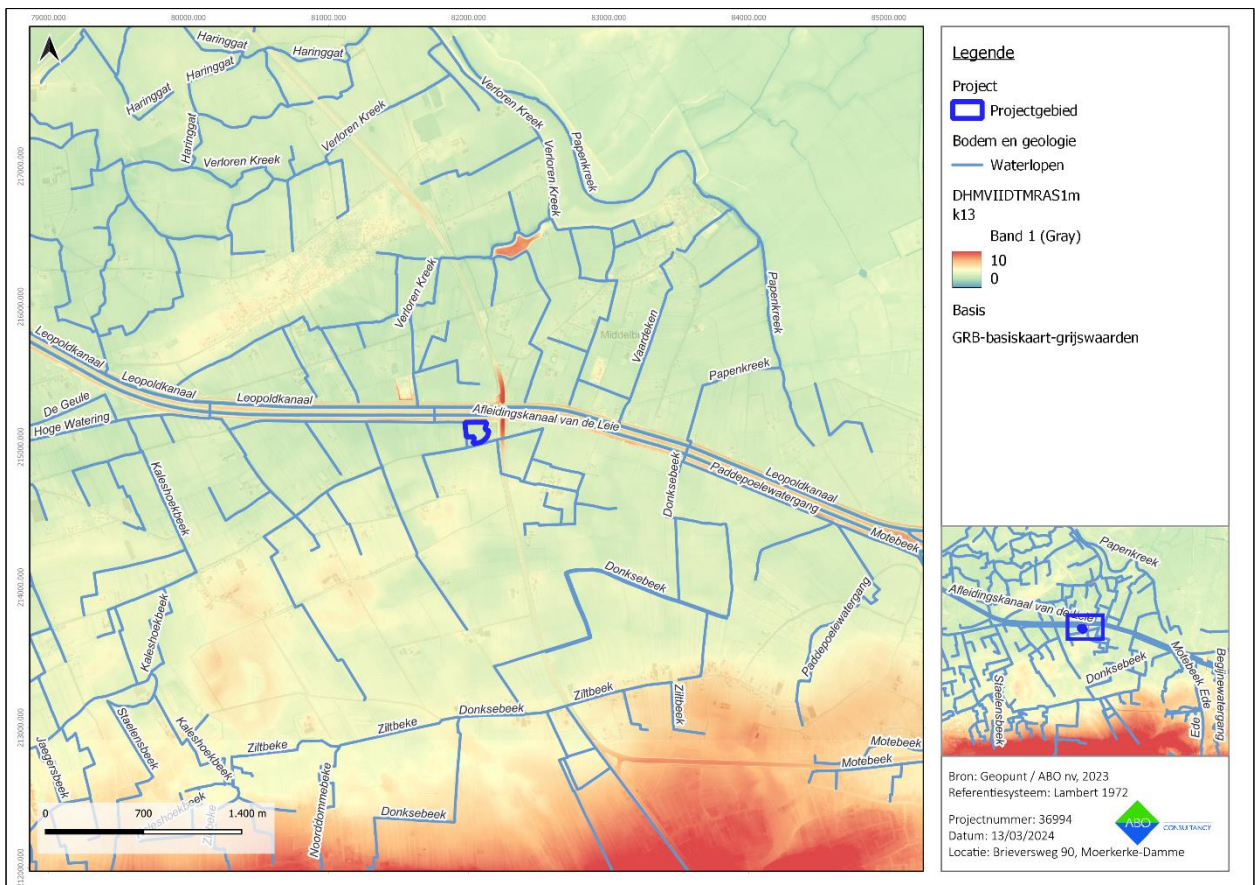 79000.000 80000.000 81000.000 82000.000 83000.000 84000.000 85000.000
217000.000
216000.000
215000.000
214000.000
213000.000
212000.000
Haringgat
Haringgat
Haringgat
Haringgat
Haringgat
Verloren Kreek
Verloren Kreek
Verloren Kreek
Verloren Kreek
Papenkreek
Verloren Kreek
Papenkreek
Vaardeken
Papenkreek
Leopoldkanaal
Leopoldkanaal
Leopoldkanaal
De Geule
Hoge Watering
Afleidingskanaal van de Leie
Kaleshoekbeek
Donksebeek
Paddepoelewatergang
Leopoldkanaal
Motebeek
Donksebeek
Paddepoelewatergang
Kaleshoekbeek
Staelensbeek
Kaleshoekbeek
Jaegersbeek
Ziltbeke
Ziltbeke
Donksebeek
Ziltbeek
Ziltbeek
Noorddommebeke
Donksebeek
Motebeek
Motebeek
Kaleshoekbeek
Ziltbeke
0 700 1.400 m
Legende
Project
Projectgebied
Bodem en geologie
Waterlopen
DHMVIIDTMRAS1m
k13
Band 1 (Gray)
10
0
Basis
GRB-basiskaart-grijswaarden
Papenkreek
Afleidingskanaal van de Leie
Donksebeek
Motebeek
Ede
Ede
Begijnewatergang
Staelensbeek
Bron: Geopunt / ABO nv, 2023
Referentiesysteem: Lambert 1972
Projectnummer: 36994
Datum: 13/03/2024
Locatie: Brieversweg 90, Moerkerke-Damme
ABO CONSULTANCY